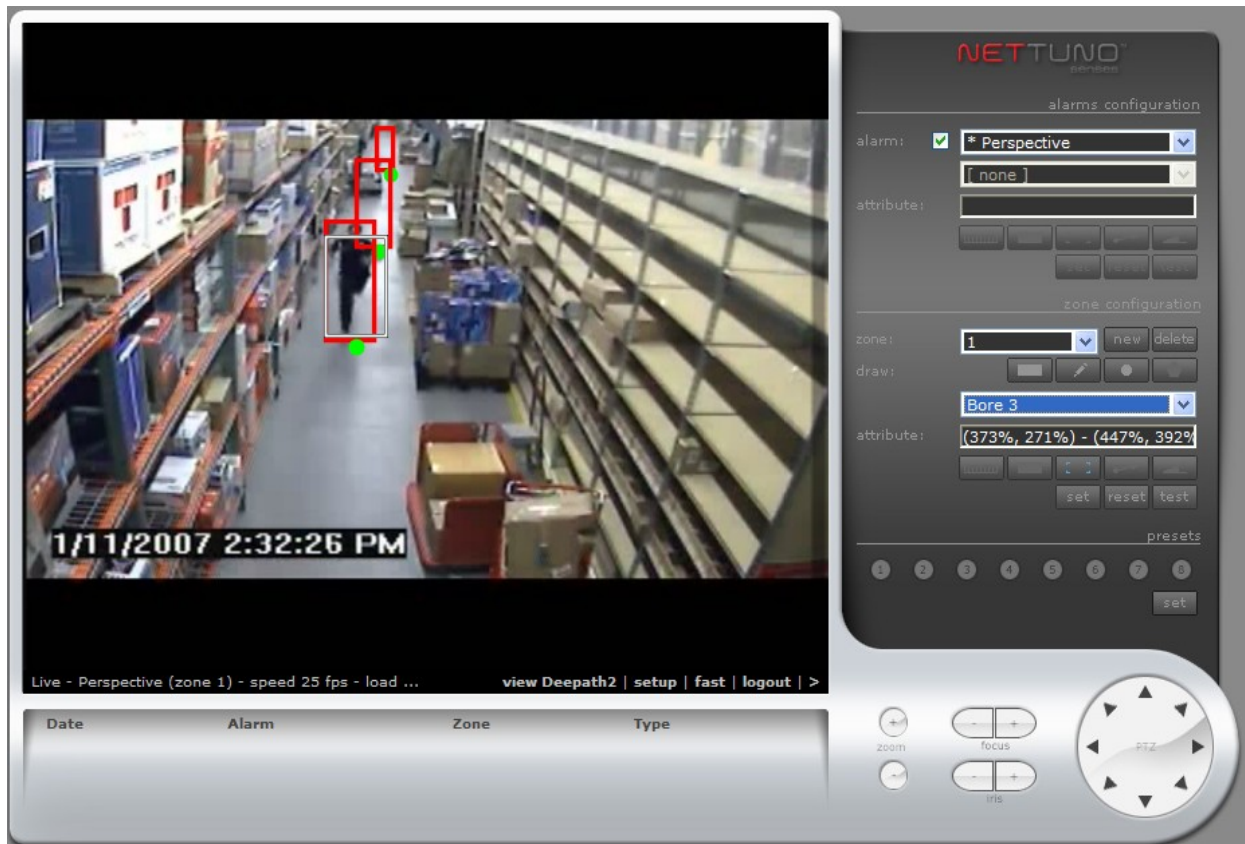 NETTUNO
senses
alarms configuration
alarm:
* Perspective
[ none ]
attribute:
set reset test
zone configuration
zone:
1
new delete
draw:
Bore 3
attribute:
(373%, 271%) - (447%, 392%
set reset test
presets
1 2 3 4 5 6 7 8
set
T T
1/11/2007 2:32:26 PM
Live - Perspective (zone 1) - speed 25 fps - load ...
view Deepath2 | setup | fast | logout | >
Date Alarm Zone Type
+
zoom
-
- +
focus
- +
iris
PTZ